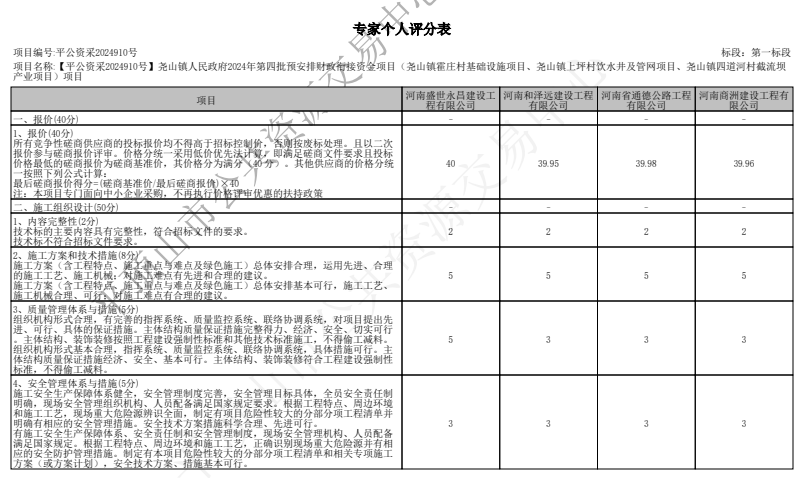 专家个人评分表
项目编号:平公资采2024910号 标段: 第一标段
项目名称:【平公资采2024910号】尧山镇人民政府2024年第四批预安排财政衔接资金项目（尧山镇霍庄村基础设施项目、尧山镇上坪村饮水井及管网项目、尧山镇四道河村截流坝
产业项目）项目
项目 河南盛世永昌建设工 河南和泽远建设工程 河南省通德公路工程 河南商洲建设工程有
程有限公司 有限公司 有限公司 限公司
一、报价(40分) － － － －
1、报价(40分)
所有竞争性磋商供应商的投标报价均不得高于招标控制价，否则按废标处理。且以二次
报价参与磋商报价评审。价格分统一采用低价优先法计算，即满足磋商文件要求且投标
价格最低的磋商报价为磋商基准价，其价格分为满分（40分）。其他供应商的价格分统
一按照下列公式计算:
最后磋商报价得分=(磋商基准价/最后磋商报价)×40
注: 本项目专门面向中小企业采购，不再执行价格评审优惠的扶持政策
40 39.95 39.98 39.96
二、施工组织设计(50分) － － － －
1、内容完整性(2分)
技术标的主要内容具有完整性，符合招标文件的要求。
技术标不符合招标文件要求。
2 2 2 2
2、施工方案和技术措施(8分)
施工方案（含工程特点、施工重点与难点及绿色施工）总体安排合理，运用先进、合理
的施工工艺、施工机械；对施工难点有先进和合理的建议。
施工方案（含工程特点、施工重点与难点及绿色施工）总体安排基本可行，施工工艺、
施工机械合理、可行；对施工难点有合理的建议。
5 5 5 5
3、质量管理体系与措施(5分)
组织机构形式合理，有完善的指挥系统、质量监控系统、联络协调系统，对项目提出先
进、可行、具体的保证措施。主体结构质量保证措施完整得力、经济、安全、切实可行
。主体结构、装饰装修按照工程建设强制性标准和其他技术标准施工，不得偷工减料。
组织机构形式基本合理，指挥系统、质量监控系统、联络协调系统，具体措施可行。主
体结构质量保证措施经济、安全、基本可行。主体结构、装饰装修符合工程建设强制性
标准，不得偷工减料。
5 3 3 3
4、安全管理体系与措施(5分)
施工安全生产保障体系健全，安全管理制度完善，安全管理目标具体，全员安全责任制
明确，现场安全管理组织机构、人员配备满足国家规定要求。根据工程特点、周边环境
和施工工艺，现场重大危险源辨识全面，制定有项目危险性较大的分部分项工程清单并
明确有相应的安全管理措施。安全技术方案措施科学合理、先进可行。
有施工安全生产保障体系、安全责任制和安全管理制度，现场安全管理机构、人员配备
满足国家规定。根据工程特点、周边环境和施工工艺，正确识别现场重大危险源并有相
应的安全防护管理措施。制定有本项目危险性较大的分部分项工程清单和相关专项施工
方案（或方案计划），安全技术方案、措施基本可行。
3 3 3 3